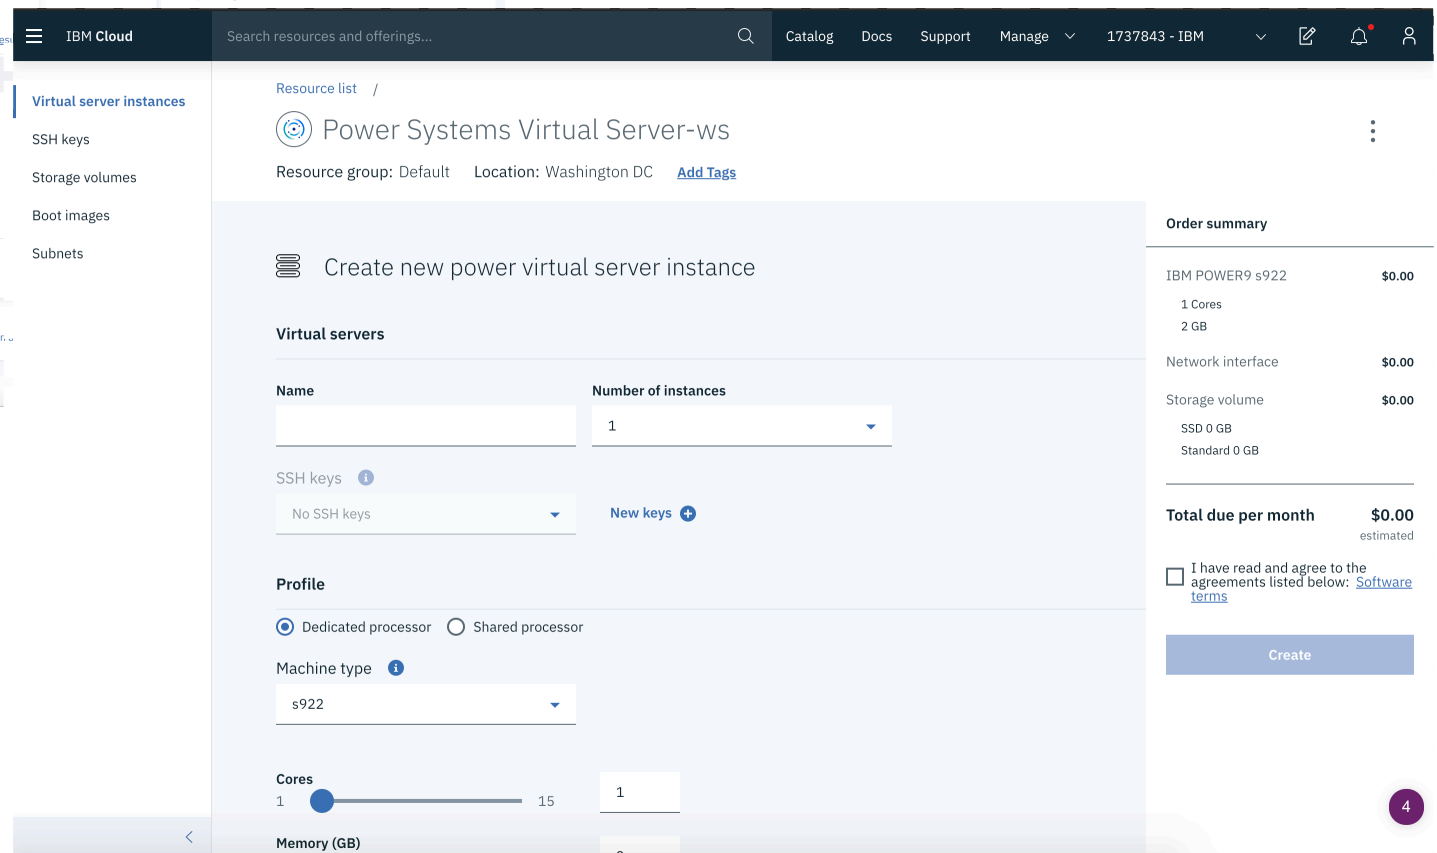 IBM Cloud
Search resources and offerings...
Catalog
Docs
Support
Manage
1737843 - IBM
Virtual server instances
SSH keys
Storage volumes
Boot images
Subnets
Resource list /
Power Systems Virtual Server-ws
Resource group: Default Location: Washington DC Add Tags
Create new power virtual server instance
Virtual servers
Name
Number of instances
1
SSH keys
No SSH keys
New keys
Profile
Dedicated processor
Shared processor
Machine type
s922
Cores
1
15
1
Memory (GB)
Order summary
IBM POWER9 s922 $0.00
1 Cores
2 GB
Network interface $0.00
Storage volume $0.00
SSD 0 GB
Standard 0 GB
Total due per month $0.00
estimated
I have read and agree to the
agreements listed below: Software
terms
Create
4